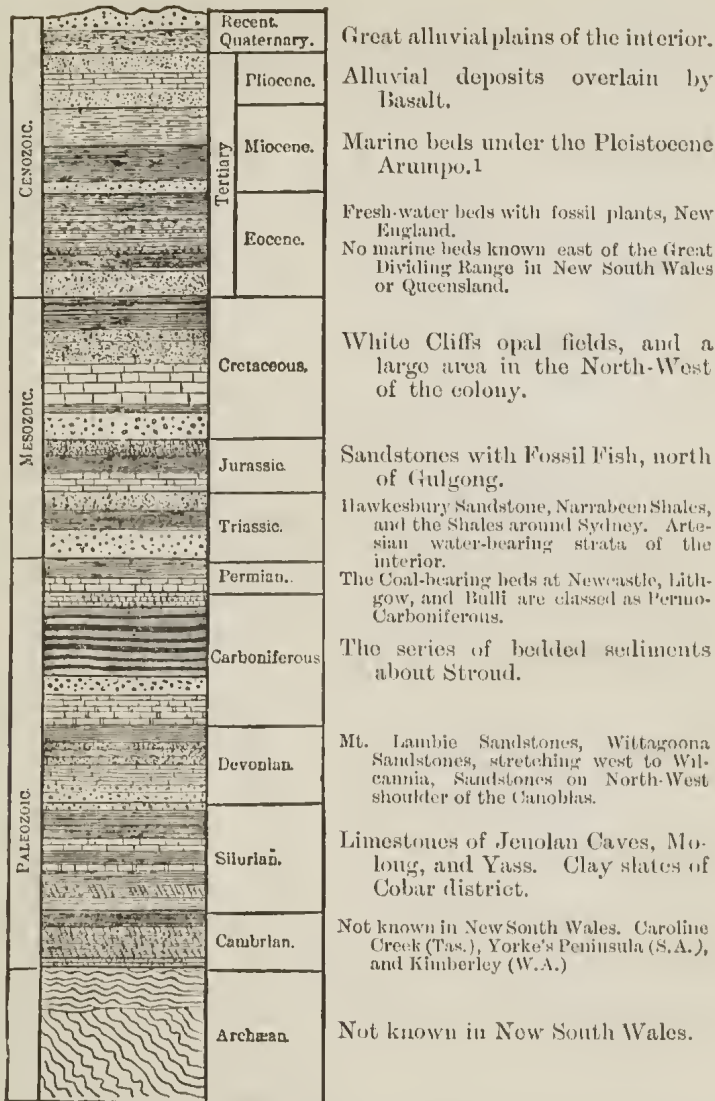 Recent.
Quaternary.
Great alluvial plains of the interior.
CENOZOIC.
Tertiary
Pliocene.
Alluvial deposits overlain by
Basalt.
Miocene.
Marine beds under the Pleistocene
Arumpo.1
Eocene.
Fresh-water beds with fossil plants, New
England.
No marine beds known east of the Great
Dividing Range in New South Wales
or Queensland.
MESOZOIC.
Cretaceous.
White Cliffs opal fields, and a
large area in the North-West
of the colony.
Jurassic.
Sandstones with Fossil Fish, north
of Gulgong.
Triassic.
Hawkesbury Sandstone, Narrabeen Shales,
and the Shales around Sydney. Arte-
sian water-bearing strata of the
interior.
PALEOZOIC.
Permian.
The Coal-bearing beds at Newcastle, Lith-
gow, and Bulli are classed as Permo-
Carboniferous.
Carboniferous
The series of bedded sediments
about Stroud.
Devonian.
Mt. Lambie Sandstones, Wittagoona
Sandstones, stretching west to Wil-
cannia, Sandstones on North-West
shoulder of the Canoblas.
Silurian.
Limestones of Jenolan Caves, Mo-
long, and Yass. Clay slates of
Cobar district.
Cambrian.
Not known in New South Wales. Caroline
Creek (Tas.), Yorke's Peninsula (S.A.),
and Kimberley (W.A.)
Archæan
Not known in New South Wales.